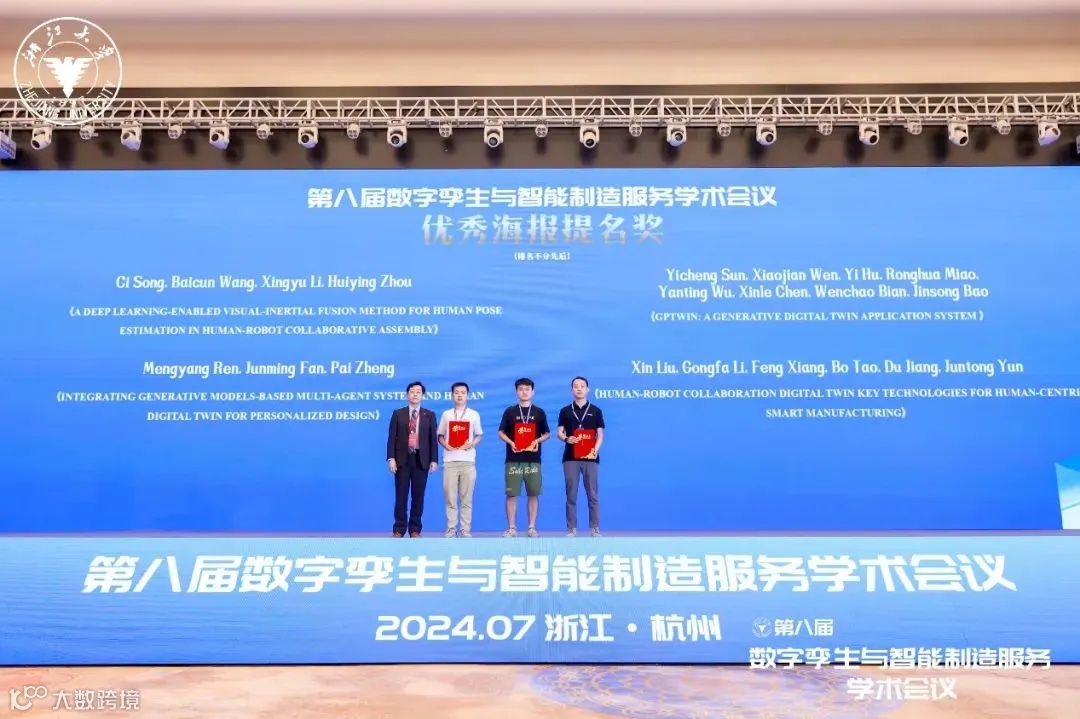 浙江大学
ZHEJIANG UNIVERSITY
第八届数字孪生与智能制造服务学术会议
优秀海报提名奖
(排名不分先后)
Ci Song, Baicun Wang, Xingyu Li, Huiying Zhou
《A DEEP LEARNING-ENABLED VISUAL-INERTIAL FUSION METHOD FOR HUMAN POSE
ESTIMATION IN HUMAN-ROBOT COLLABORATIVE ASSEMBLY》
Yicheng Sun, Xiaojian Wen, Yi Hu, Ronghua Miao,
Yanting Wu, Xinle Chen, Wenchao Bian, Jinsong Bao
《GPTWIN: A GENERATIVE DIGITAL TWIN APPLICATION SYSTEM 》
Mengyang Ren, Junming Fan, Pai Zheng
《INTEGRATING GENERATIVE MODELS-BASED MULTI-AGENT SYSTEM AND HUMAN
DIGITAL TWIN FOR PERSONALIZED DESIGN》
Xin Liu, Gongfa Li, Feng Xiang, Bo Tao, Du Jiang, Juntong Yun
《HUMAN-ROBOT COLLABORATION DIGITAL TWIN KEY TECHNOLOGIES FOR HUMAN-CENTRI
SMART MANUFACTURING》
第八届数字孪生与智能制造服务学术会议
2024.07 浙江·杭州
第八届
数字孪生与智能制造服务
学术会议
大数跨境